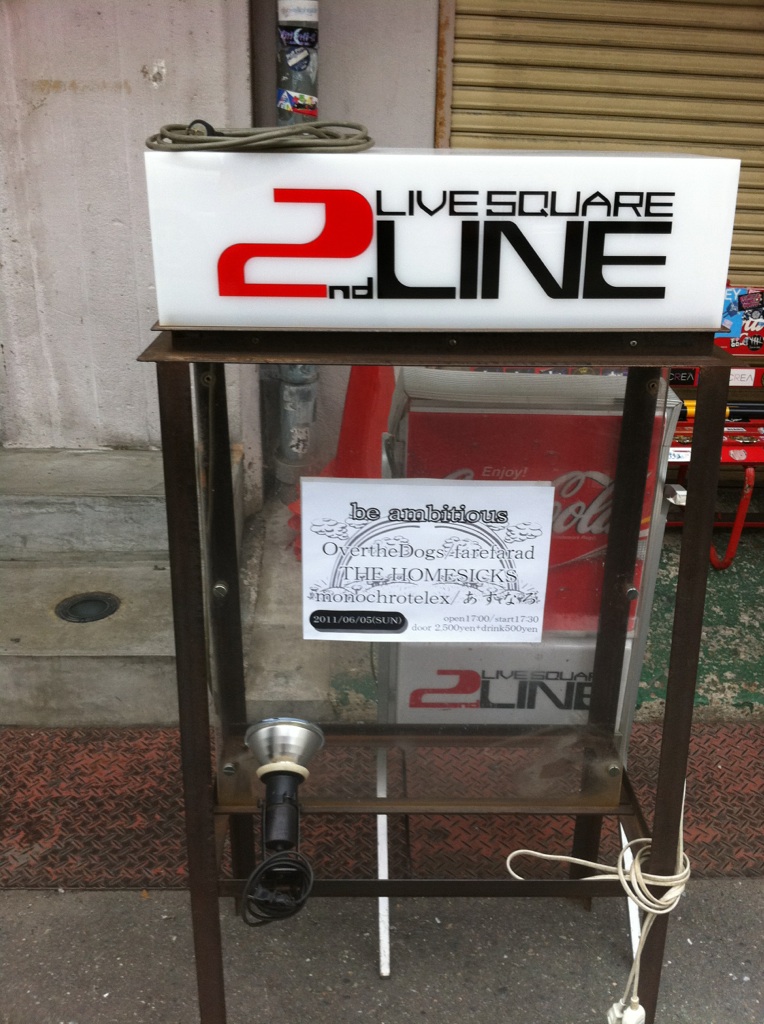 LIVE SQUARE
2nd LINE
Enjoy!
be ambitious
OvertheDogs/farefarad
THE HOMESICKS
monochrotelex/あすなろ
2011/06/05(SUN)
open17:00/start17:30
door 2,500yen+drink500yen
LIVE SQUARE
2nd LINE